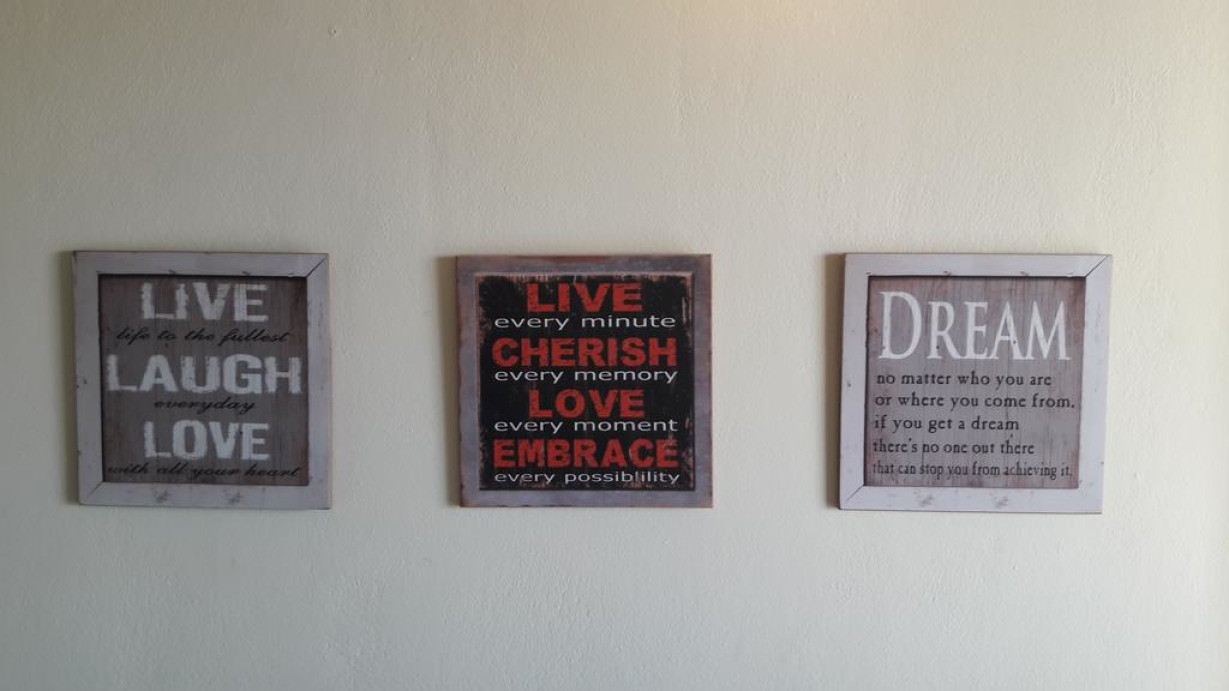 LIVE
life to the fullest
LAUGH
everyday
LOVE
with all your heart
LIVE
every minute
CHERISH
every memory
LOVE
every moment
EMBRACE
every possiblility
DREAM
no matter who you are
or where you come from,
if you get a dream
there's no one out there
that can stop you from achieving it.